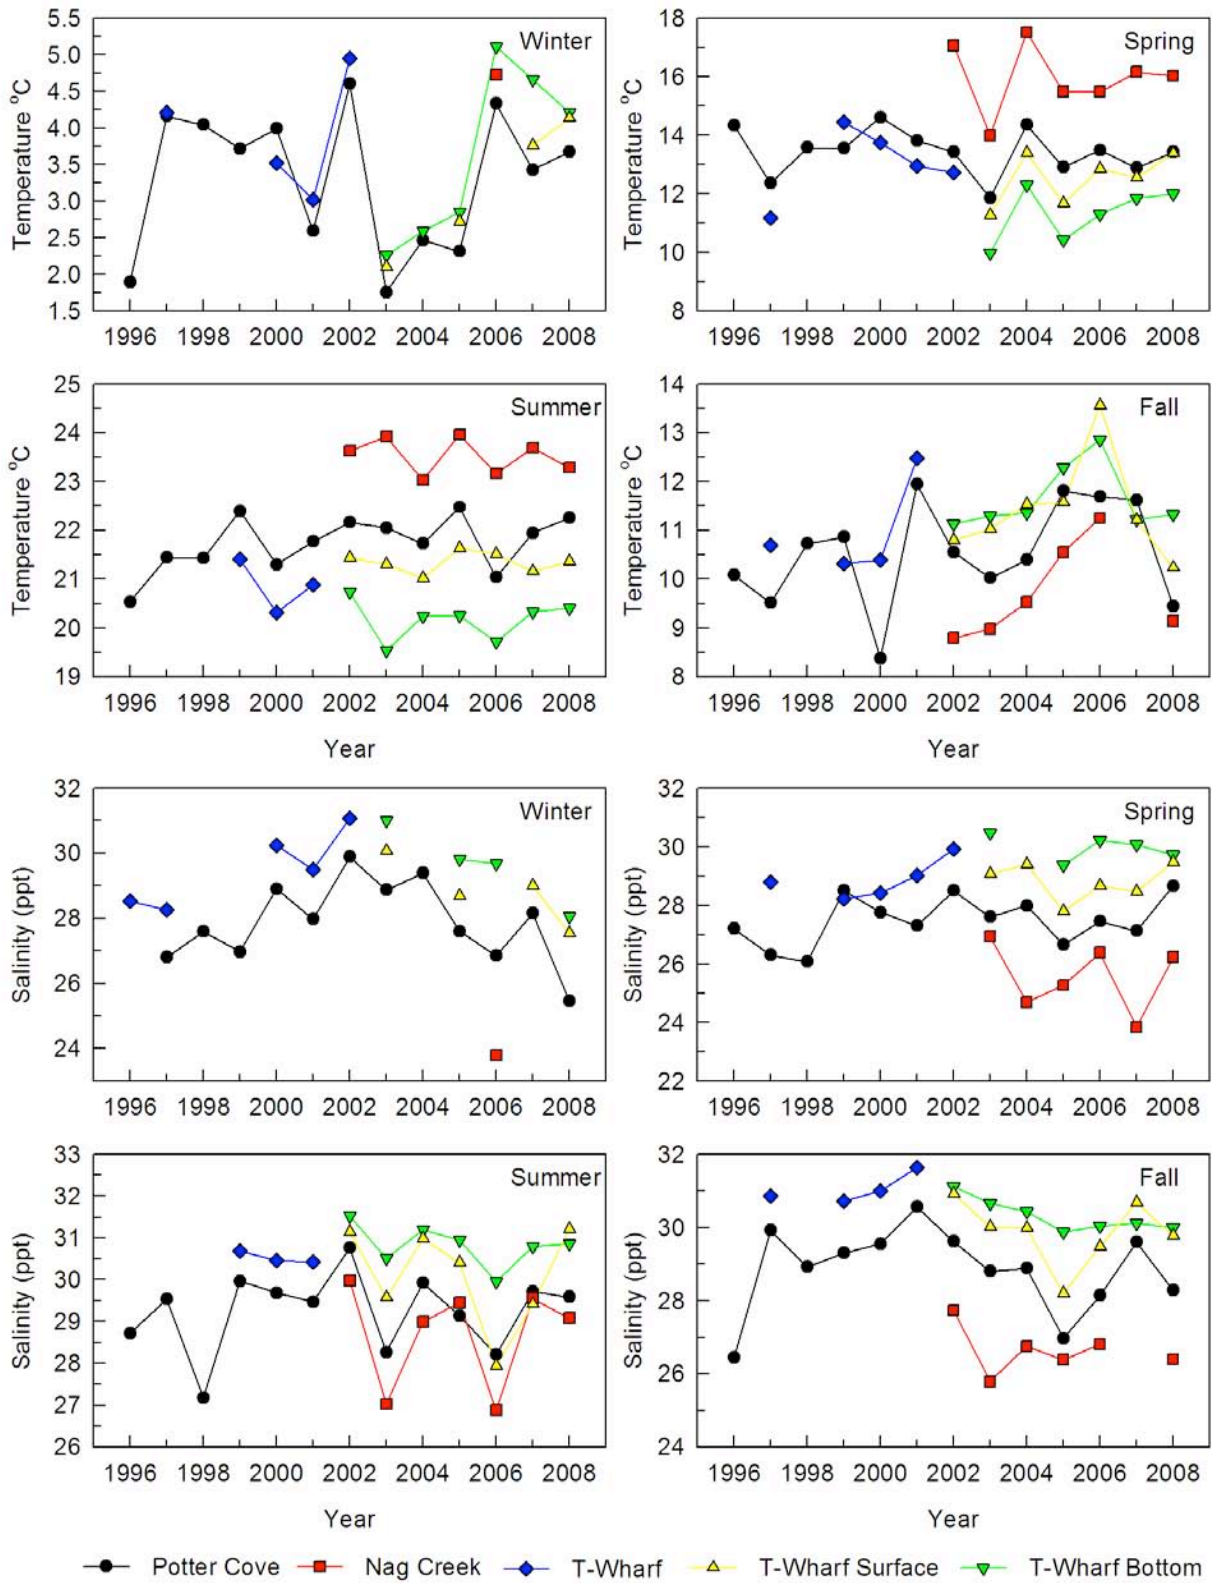 5.5
5.0
4.5
4.0
3.5
3.0
2.5
2.0
1.5
Temperature °C
Winter
1996 1998 2000 2002 2004 2006 2008
18
16
14
12
10
8
Temperature °C
Spring
1996 1998 2000 2002 2004 2006 2008
25
24
23
22
21
20
19
Temperature °C
Summer
1996 1998 2000 2002 2004 2006 2008
Year
14
13
12
11
10
9
8
Temperature °C
Fall
1996 1998 2000 2002 2004 2006 2008
Year
32
30
28
26
24
Salinity (ppt)
Winter
1996 1998 2000 2002 2004 2006 2008
32
30
28
26
24
22
Salinity (ppt)
Spring
1996 1998 2000 2002 2004 2006 2008
33
32
31
30
29
28
27
26
Salinity (ppt)
Summer
1996 1998 2000 2002 2004 2006 2008
Year
32
30
28
26
24
Salinity (ppt)
Fall
1996 1998 2000 2002 2004 2006 2008
Year
Potter Cove Nag Creek T-Wharf T-Wharf Surface T-Wharf Bottom